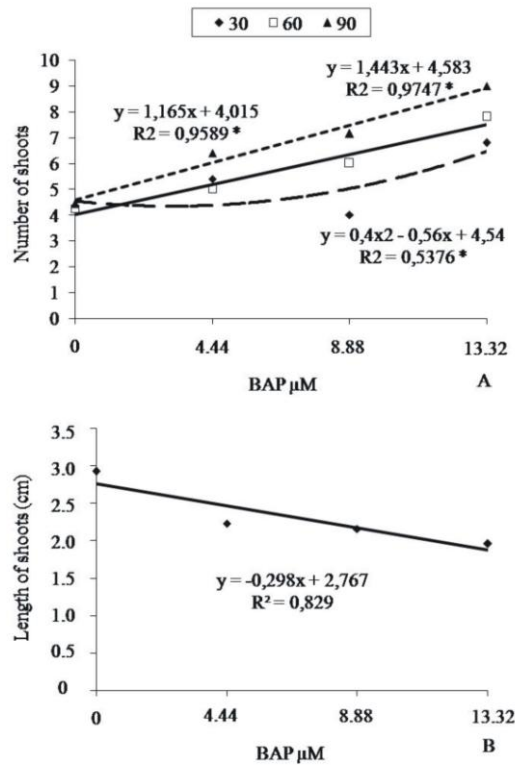 30 60 90
Number of shoots
10
9
8
7
6
5
4
3
2
1
0
y = 1,165x + 4,015
R2 = 0,9589 *
y = 1,443x + 4,583
R2 = 0,9747 *
y = 0,4x2 - 0,56x + 4,54
R2 = 0,5376 *
0 4.44 8.88 13.32
BAP µM
A
Length of shoots (cm)
3.5
3.0
2.5
2.0
1.5
1.0
0.5
0
y = -0,298x + 2,767
R² = 0,829
0 4.44 8.88 13.32
BAP µM
B